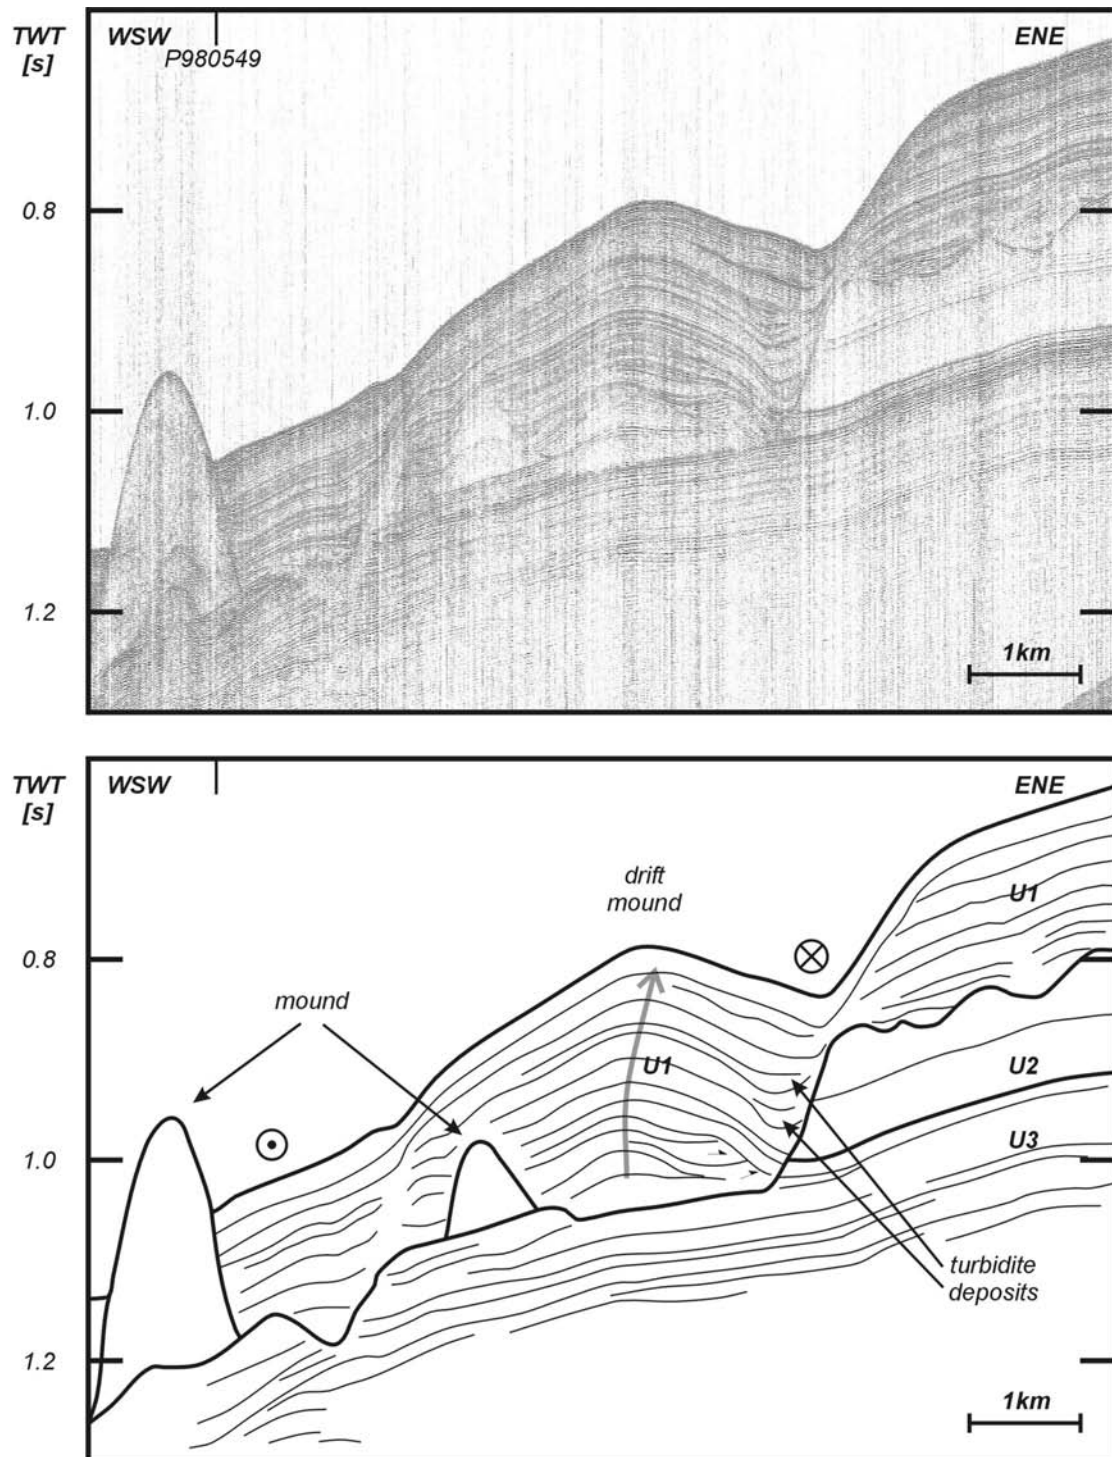 TWT
[s]
WSW
P980549
ENE
0.8
1.0
1.2
1km
TWT
[s]
WSW
ENE
drift
mound
U1
mound
0.8
U1
U2
U3
1.0
turbidite
deposits
1.2
1km